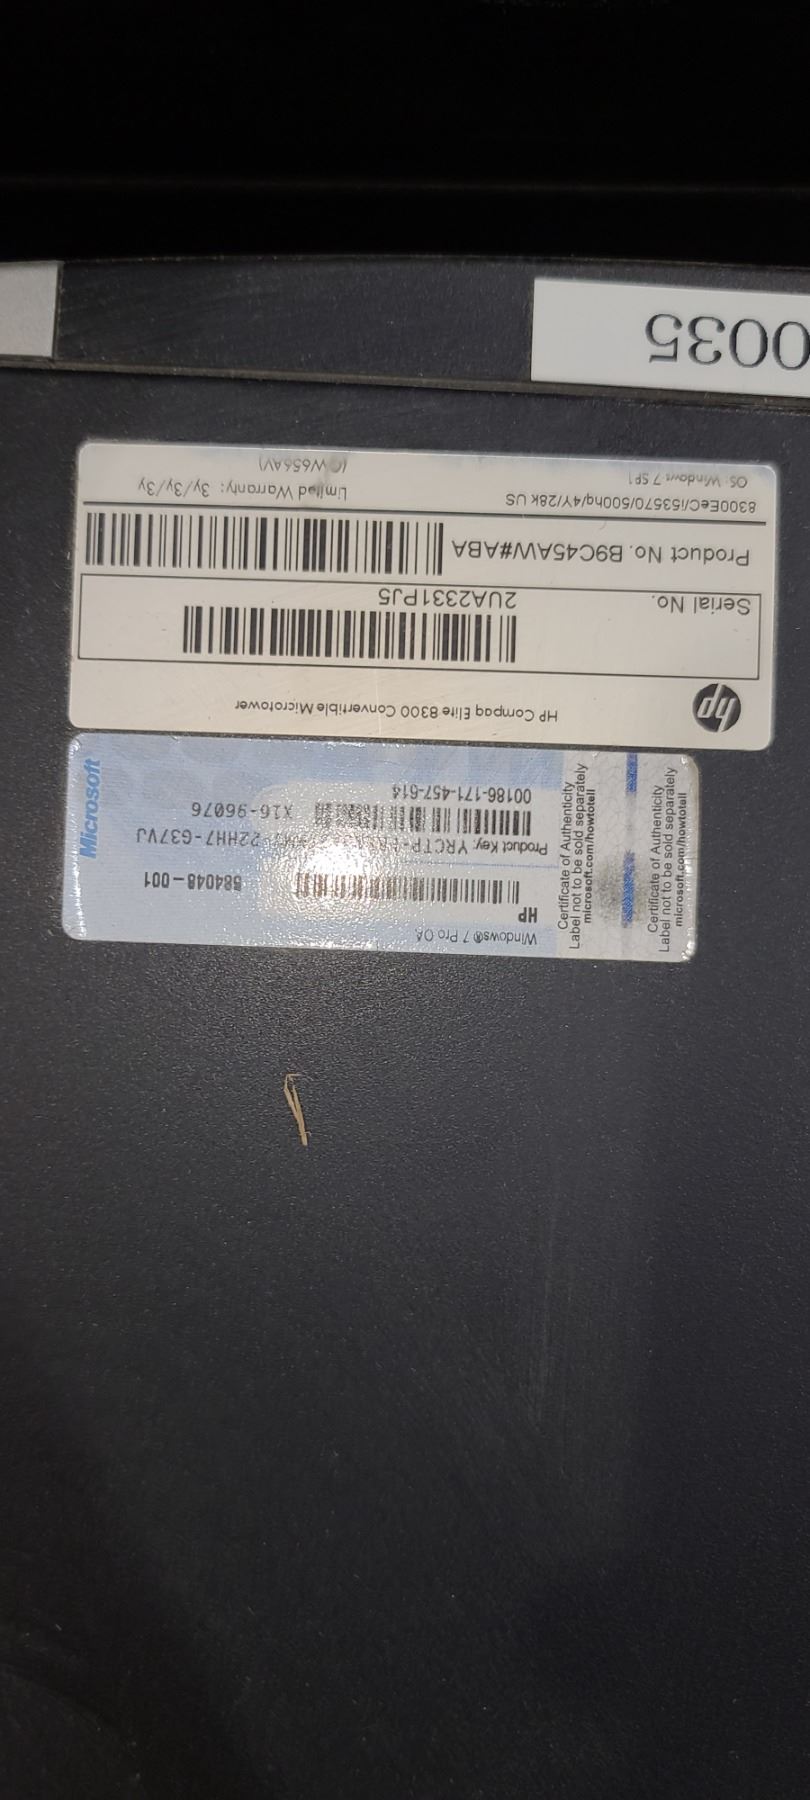 Windows® 7 Pro OA
HP
584048-001
Product Key: 22HH7-G37VJ
X16-96076
00186-171-457-614
Microsoft
Certificate of Authenticity
Label not to be sold separately
microsoft.com/howtotell
Certificate of Authenticity
Label not to be sold separately
microsoft.com/howtotell
hp
HP Compaq Elite 8300 Convertible Microtower
Serial No.
2UA2331PJ5
Product No. B9C45AW#ABA
8300EeC/i53570/500hq/4Y/28k US
Limited Warranty: 3y/3y/3y
OS: Windows 7 SP1
0035